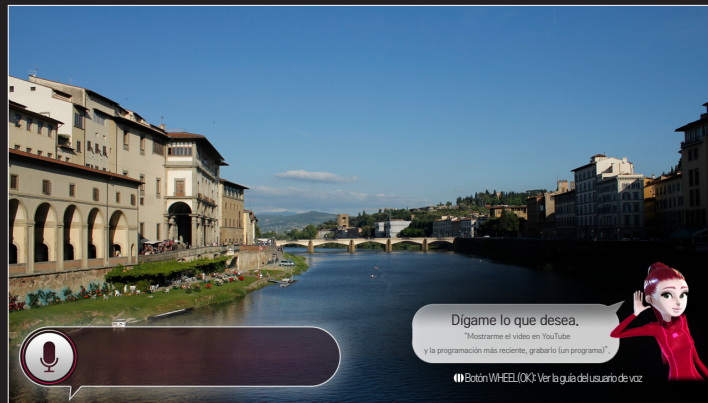 Dígame lo que desea.
"Mostrarme el video en YouTube
y la programación más reciente, grabarlo (un programa)".
Botón WHEEL(OK): Ver la guía del usuario de voz